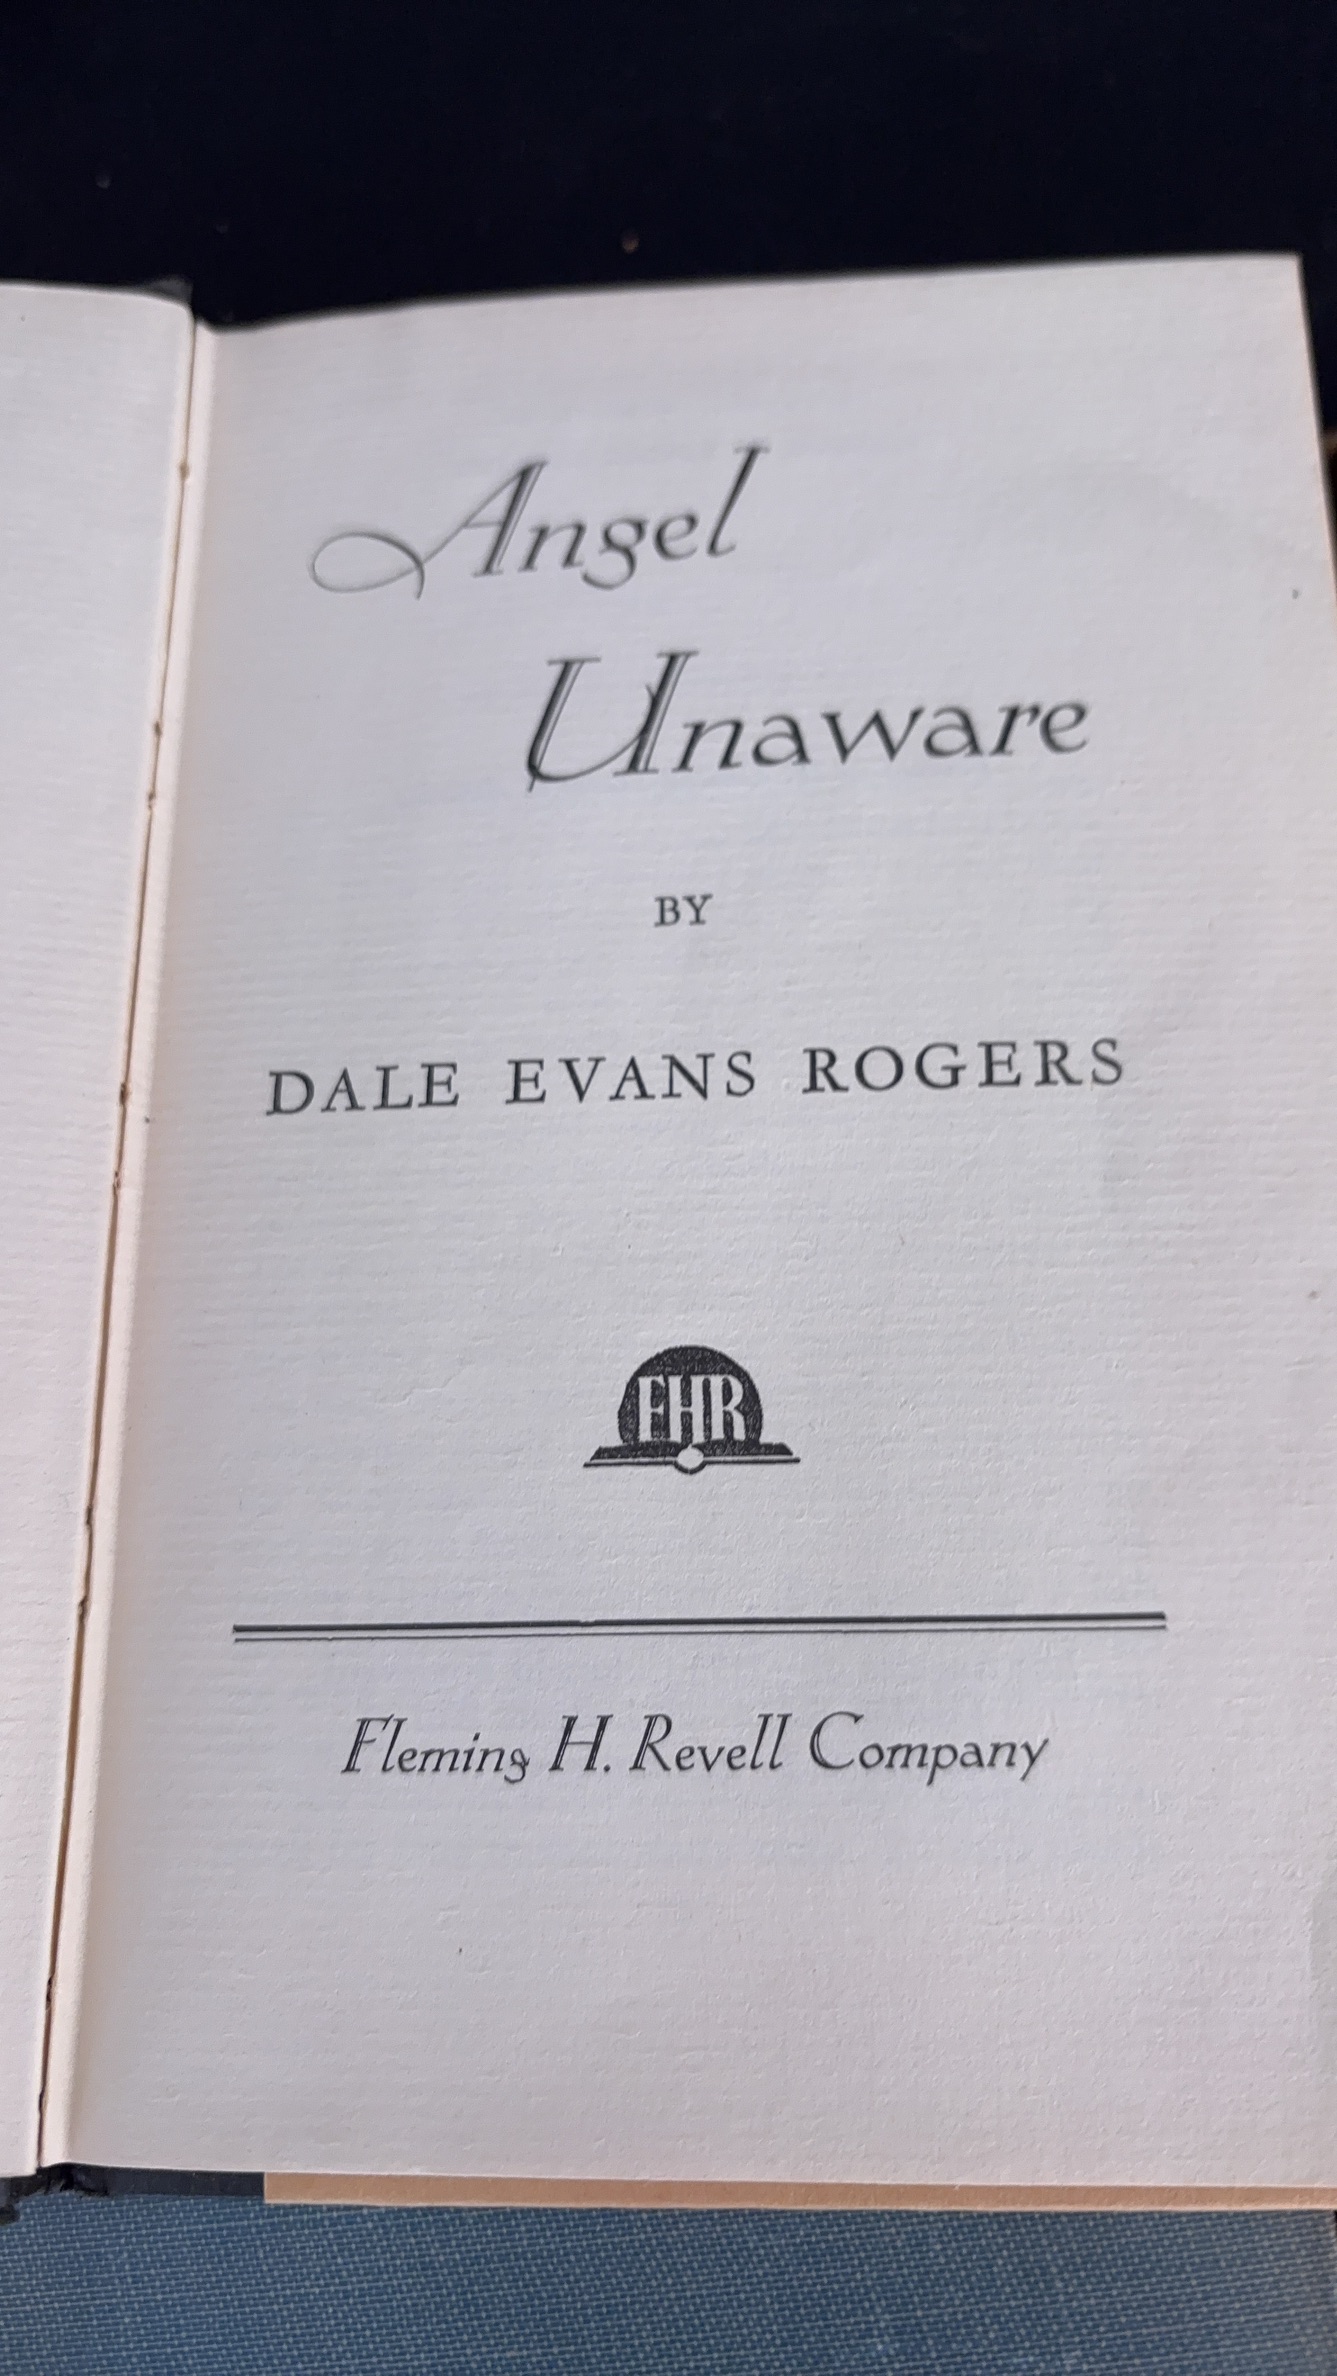 Angel
Unaware
BY
DALE EVANS ROGERS
FHR
Fleming H. Revell Company